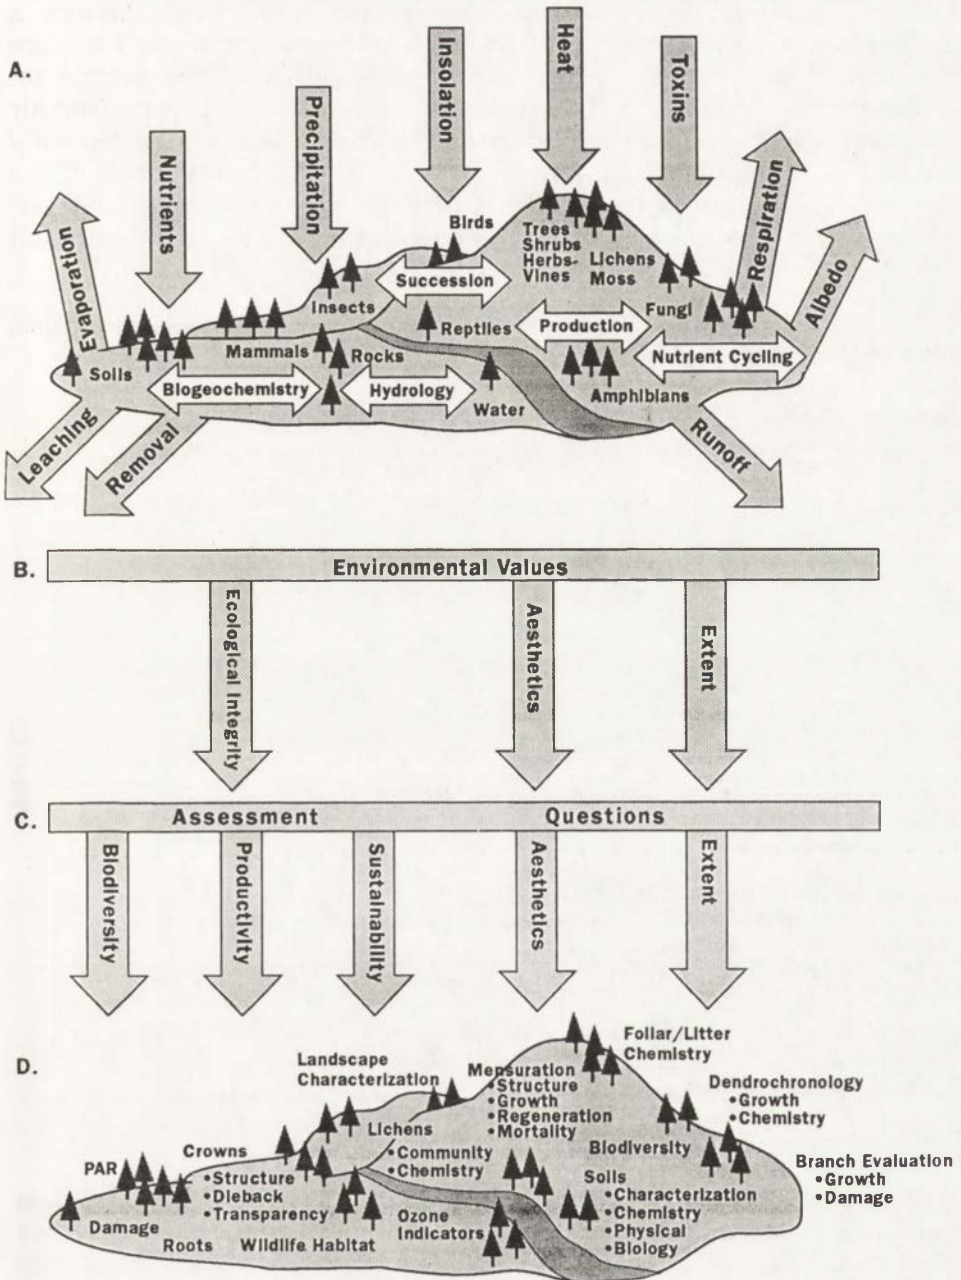 A.
Nutrients
Precipitation
Insolation
Heat
Toxins
Evaporation
Respiration
Albedo
Birds
Trees
Shrubs
Herbs-
Vines
Lichens
Moss
Succession
Insects
Fungi
Reptiles
Production
Mammals
Rocks
Nutrient Cycling
Soils
Biogeochemistry
Hydrology
Water
Amphibians
Leaching
Removal
Runoff
B.
Environmental Values
Ecological Integrity
Aesthetics
Extent
C.
Assessment Questions
Biodiversity
Productivity
Sustainability
Aesthetics
Extent
D.
Foliar/Litter
Chemistry
Landscape
Characterization
Mensuration
•Structure
•Growth
•Regeneration
•Mortality
Dendrochronology
•Growth
•Chemistry
Lichens
•Community
•Chemistry
Biodiversity
Crowns
•Structure
•Dieback
•Transparency
PAR
Branch Evaluation
•Growth
•Damage
Soils
•Characterization
•Chemistry
•Physical
•Biology
Ozone
Indicators
Damage
Roots
Wildlife Habitat